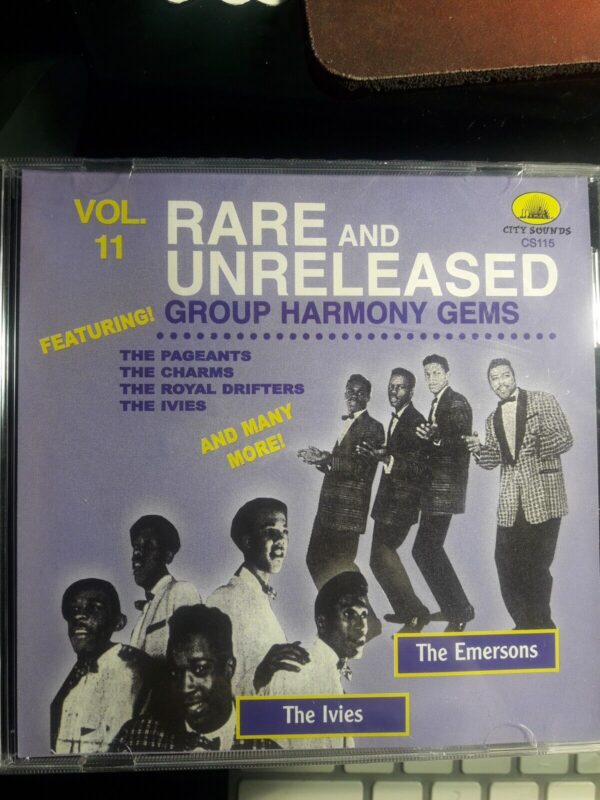 VOL.
11
RARE AND
UNRELEASED
GROUP HARMONY GEMS
CITY SOUNDS
CS115
FEATURING!
THE PAGEANTS
THE CHARMS
THE ROYAL DRIFTERS
THE IVIES
AND MANY
MORE!
The Emersons
The Ivies